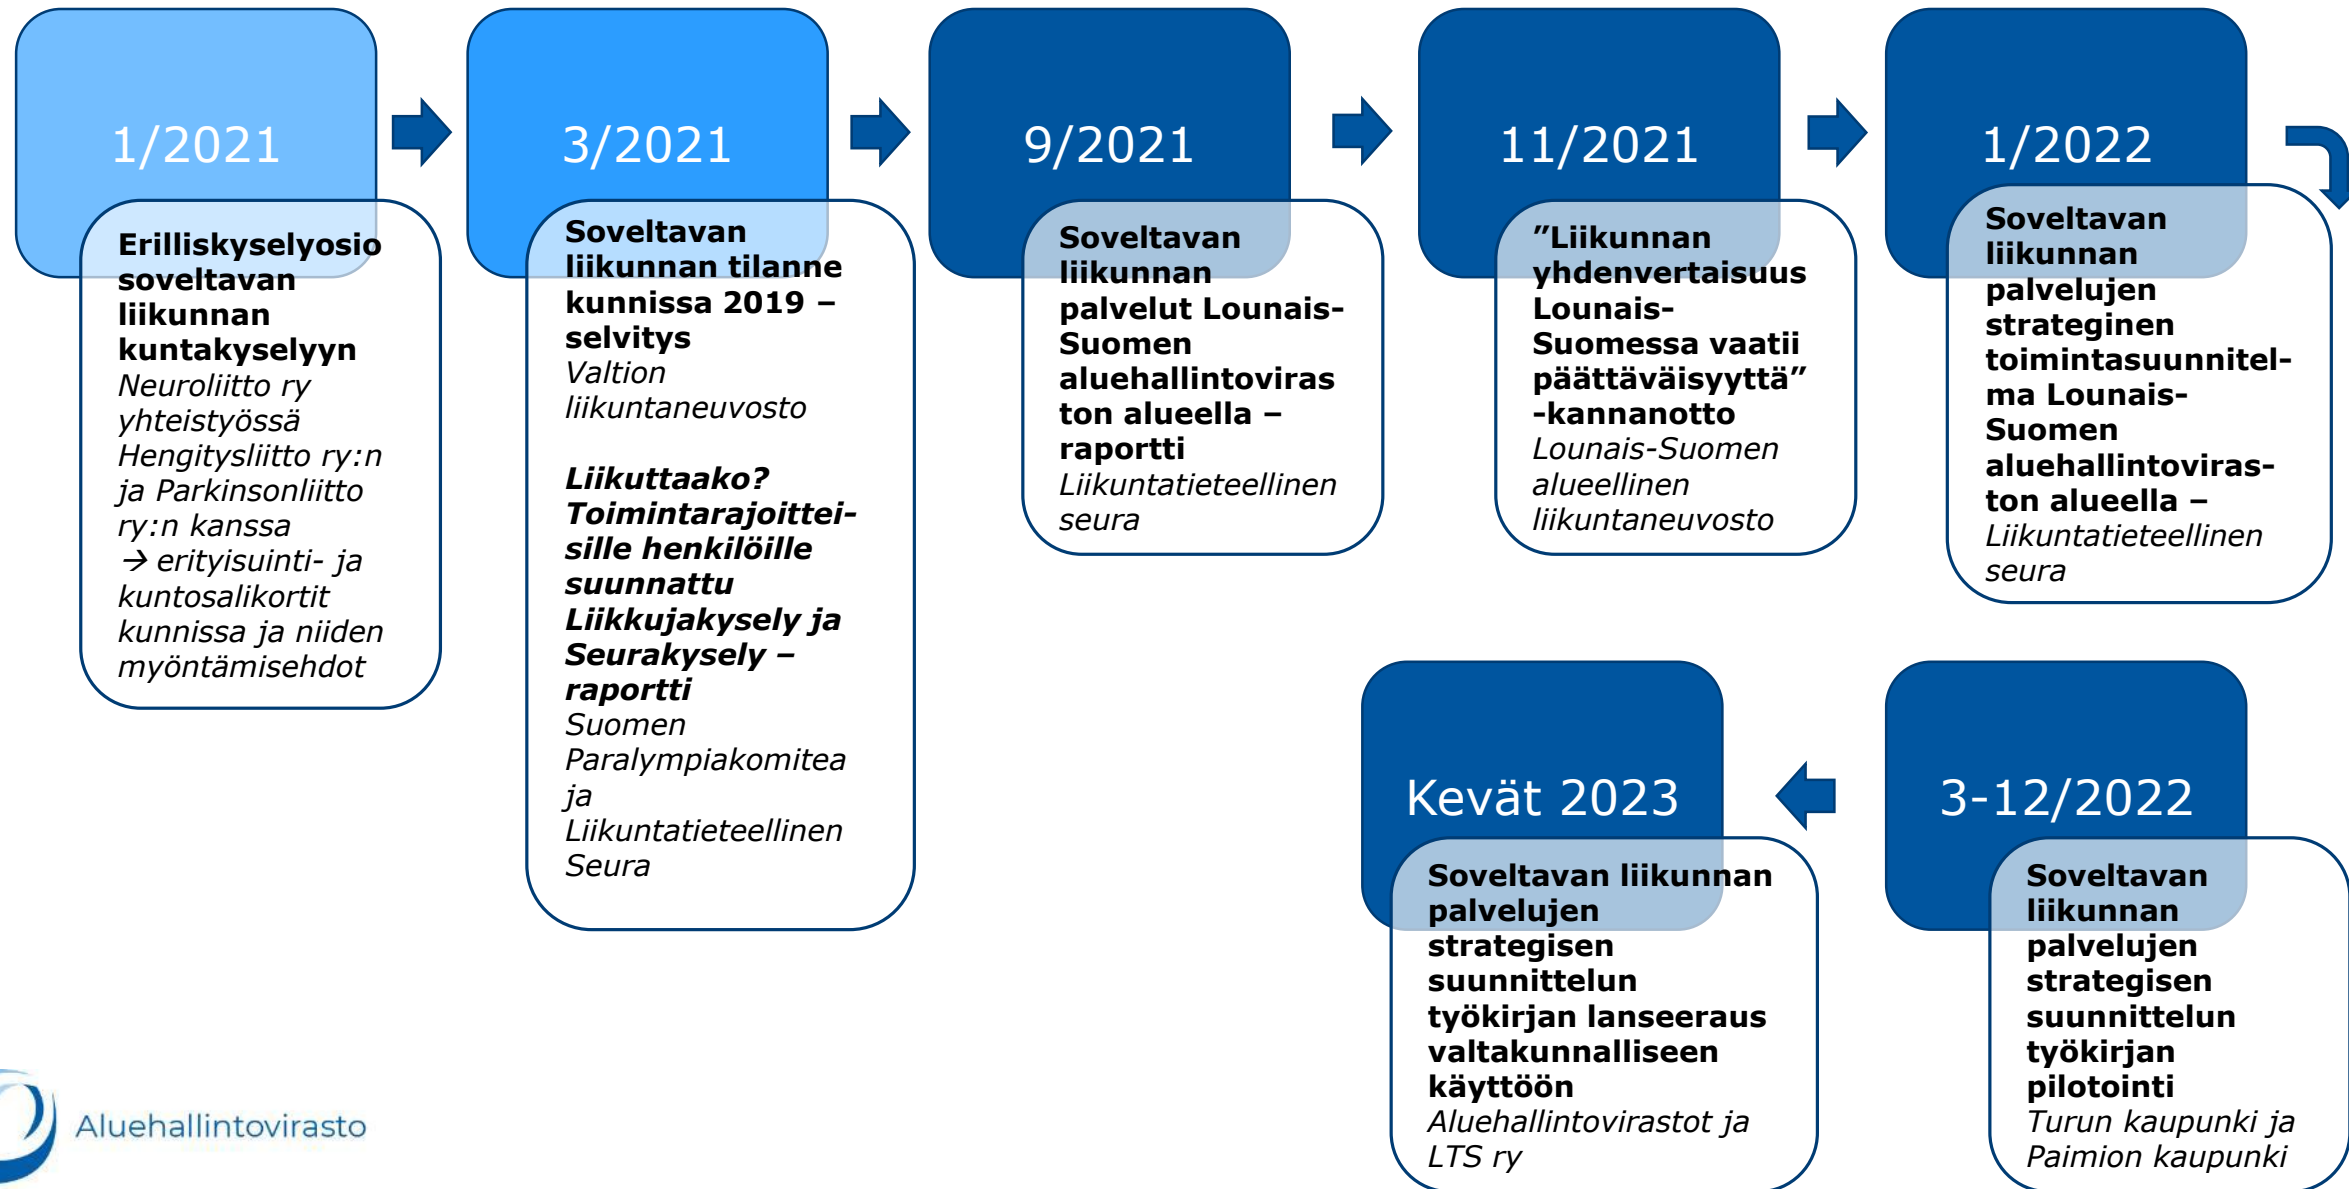 1/2021
Erilliskyselyosio
soveltavan
liikunnan
kuntakyselyyn
Neuroliitto ry
yhteistyössä
Hengitysliitto ry:n
ja Parkinsonliitto
ry:n kanssa
→ erityisuinti- ja
kuntosalikortit
kunnissa ja niiden
myöntämisehdot
3/2021
Soveltavan
liikunnan tilanne
kunnissa 2019 –
selvitys
Valtion
liikuntaneuvosto
Liikuttaako?
Toimintarajoittei-
sille henkilöille
suunnattu
Liikkujakysely ja
Seurakysely –
raportti
Suomen
Paralympiakomitea
ja
Liikuntatieteellinen
Seura
9/2021
Soveltavan
liikunnan
palvelut Lounais-
Suomen
aluehallintoviras
ton alueella –
raportti
Liikuntatieteellinen
seura
11/2021
”Liikunnan
yhdenvertaisuus
Lounais-
Suomessa vaatii
päättäväisyyttä”
-kannanotto
Lounais-Suomen
alueellinen
liikuntaneuvosto
1/2022
Soveltavan
liikunnan
palvelujen
strateginen
toimintasuunnitel-
ma Lounais-
Suomen
aluehallintoviras-
ton alueella –
Liikuntatieteellinen
seura
3-12/2022
Soveltavan
liikunnan
palvelujen
strategisen
suunnittelun
työkirjan
pilotointi
Turun kaupunki ja
Paimion kaupunki
Kevät 2023
Soveltavan liikunnan
palvelujen
strategisen
suunnittelun
työkirjan lanseeraus
valtakunnalliseen
käyttöön
Aluehallintovirastot ja
LTS ry
Aluehallintovirasto